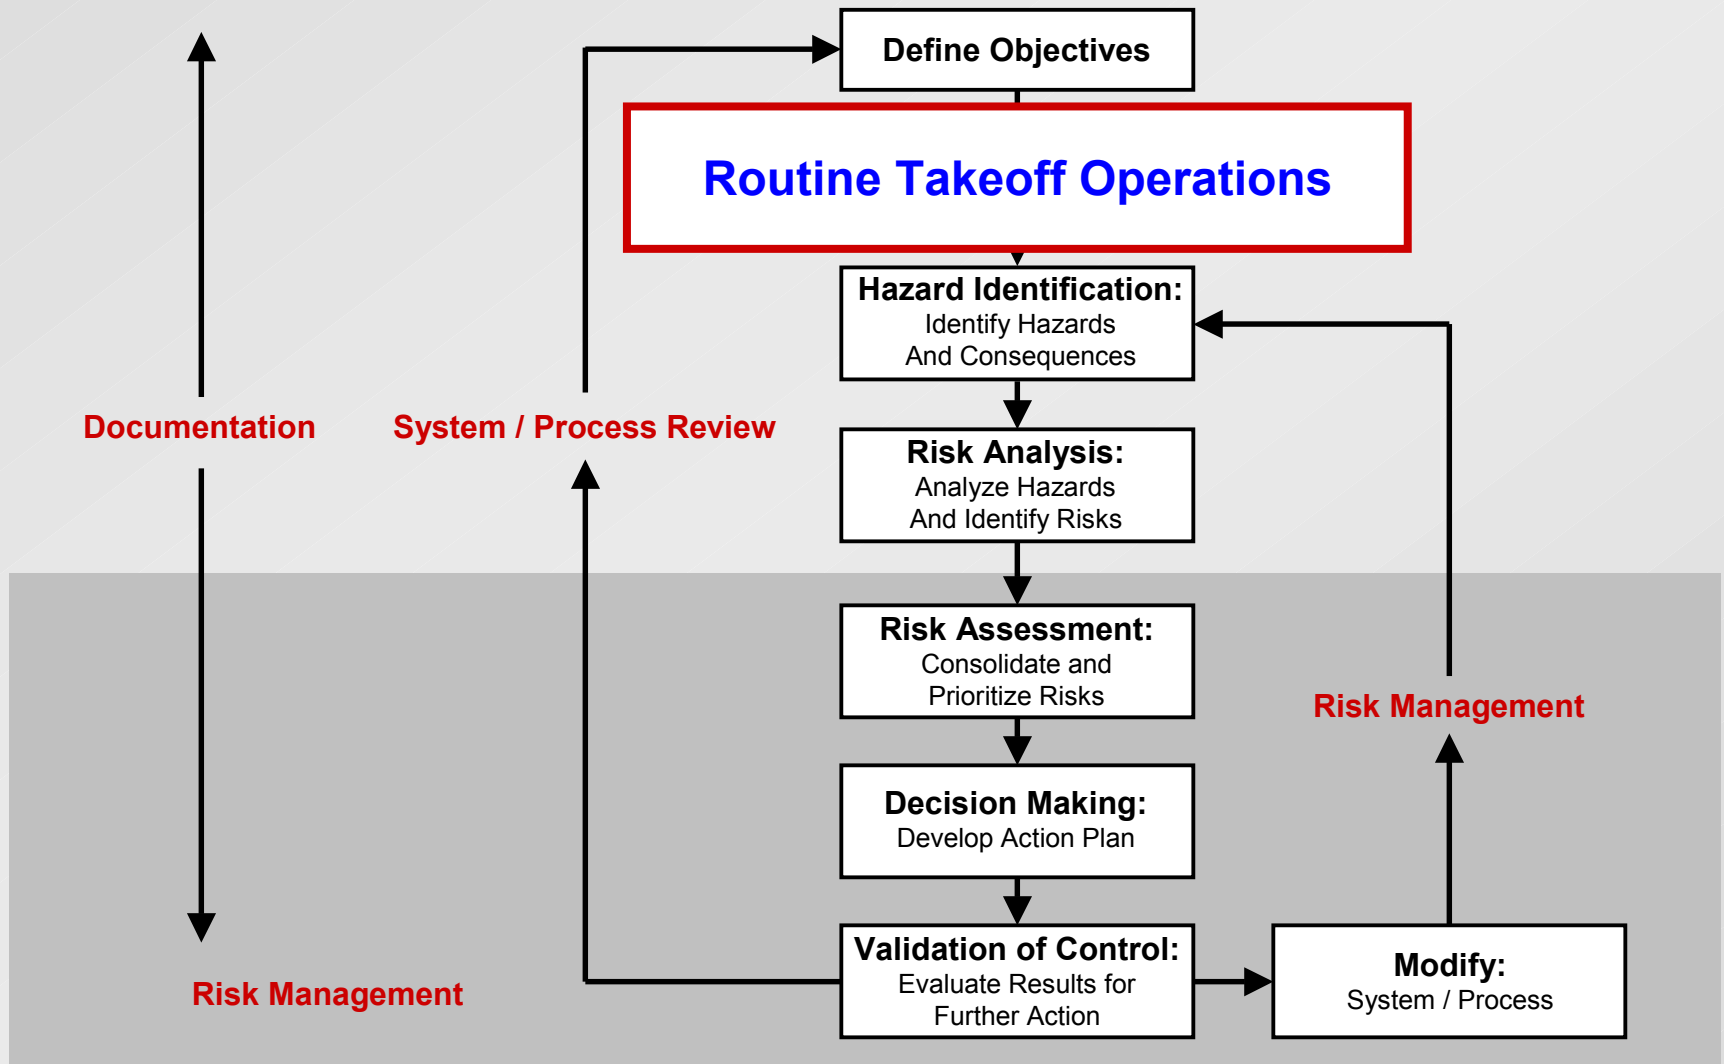 Define Objectives
Routine Takeoff Operations
Hazard Identification:
Identify Hazards
And Consequences
Documentation
System / Process Review
Risk Analysis:
Analyze Hazards
And Identify Risks
Risk Assessment:
Consolidate and
Prioritize Risks
Risk Management
Decision Making:
Develop Action Plan
Validation of Control:
Evaluate Results for
Further Action
Modify:
System / Process
Risk Management